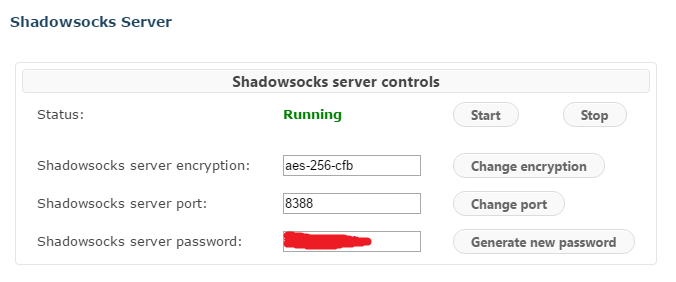 Shadowsocks Server
Shadowsocks server controls
Status: Running Start Stop
Shadowsocks server encryption: aes-256-cfb Change encryption
Shadowsocks server port: 8388 Change port
Shadowsocks server password: Generate new password